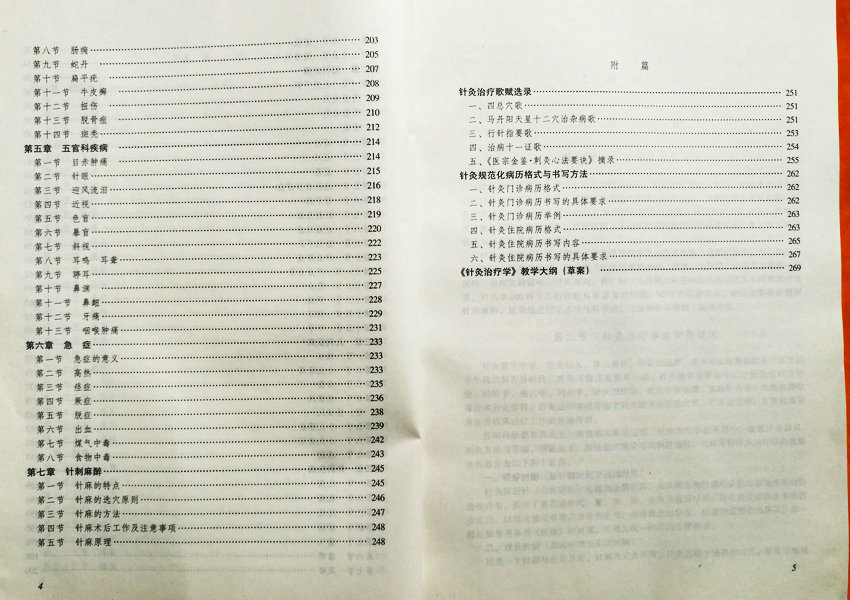 第八节 肠痈 203
第九节 蛇丹 205
第十节 扁平疣 207
第十一节 牛皮癣 208
第十二节 扭伤 209
第十三节 脱骨疽 210
第十四节 斑秃 212
第五章 五官科疾病 214
第一节 目赤肿痛 214
第二节 针眼 215
第三节 迎风流泪 216
第四节 近视 218
第五节 色盲 219
第六节 暴盲 220
第七节 斜视 222
第八节 耳鸣 耳聋 223
第九节 聤耳 225
第十节 鼻渊 227
第十一节 鼻衄 228
第十二节 牙痛 229
第十三节 咽喉肿痛 231
第六章 急症 233
第一节 急症的意义 233
第二节 高热 233
第三节 痉症 235
第四节 厥症 236
第五节 脱症 238
第六节 出血 239
第七节 煤气中毒 242
第八节 食物中毒 243
第七章 针刺麻醉 245
第一节 针麻的特点 245
第二节 针麻的选穴原则 246
第三节 针麻的方法 247
第四节 针麻术后工作及注意事项 248
第五节 针麻原理 248
4
附篇
针灸治疗歌赋选录 251
一、四总穴歌 251
二、马丹阳天星十二穴治杂病歌 251
三、行针指要歌 253
四、治病十一证歌 254
五、《医宗金鉴·刺灸心法要诀》摘录 255
针灸规范化病历格式与书写方法 262
一、针灸门诊病历格式 262
二、针灸门诊病历书写的具体要求 262
三、针灸门诊病历举例 263
四、针灸住院病历格式 263
五、针灸住院病历书写内容 265
六、针灸住院病历书写的具体要求 267
《针灸治疗学》教学大纲（草案） 269
5